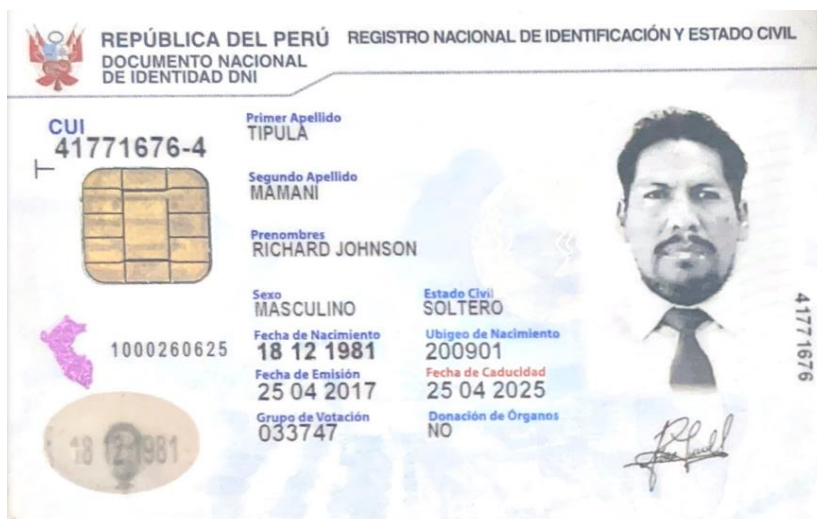 REPÚBLICA DEL PERÚ REGISTRO NACIONAL DE IDENTIFICACIÓN Y ESTADO CIVIL
DOCUMENTO NACIONAL
DE IDENTIDAD DNI
CUI
41771676-4
Primer Apellido
TIPULA
Segundo Apellido
MAMANI
Prenombres
RICHARD JOHNSON
Sexo
MASCULINO
Estado Civil
SOLTERO
Fecha de Nacimiento
18 12 1981
Ubigeo de Nacimiento
200901
Fecha de Emisión
25 04 2017
Fecha de Caducidad
25 04 2025
Grupo de Votación
033747
Donación de Órganos
NO
1000260625
18 12 1981
41771676